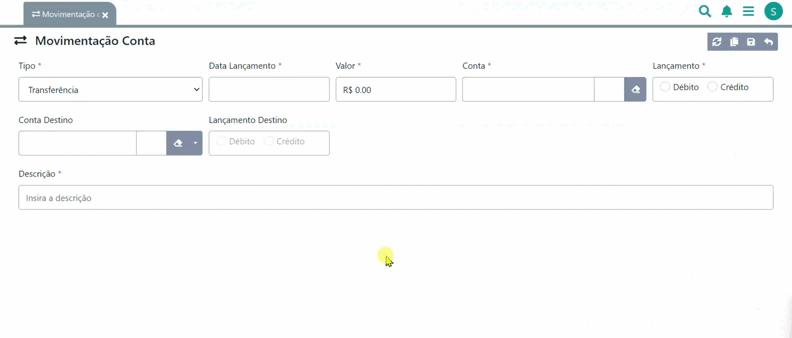 Movimentação c
S
Movimentação Conta
Tipo * Data Lançamento * Valor * Conta * Lançamento *
Transferência R$ 0.00 Débito Crédito
Conta Destino Lançamento Destino
Débito Crédito
Descrição *
Insira a descrição